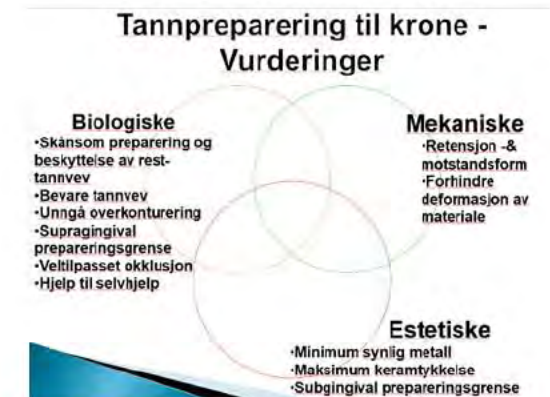 Tannpreparering til krone -
Vurderinger
Biologiske
•Skånsom preparering og
beskyttelse av rest-
tannvev
•Bevare tannvev
•Unngå overkonturering
•Supragingival
prepareringsgrense
•Veltilpasset okklusjon
•Hjelp til selvhjelp
Mekaniske
•Retensjon -&
motstandsform
•Forhindre
deformasjon av
materiale
Estetiske
•Minimum synlig metall
•Maksimum keramtykkelse
•Subgingival prepareringsgrense